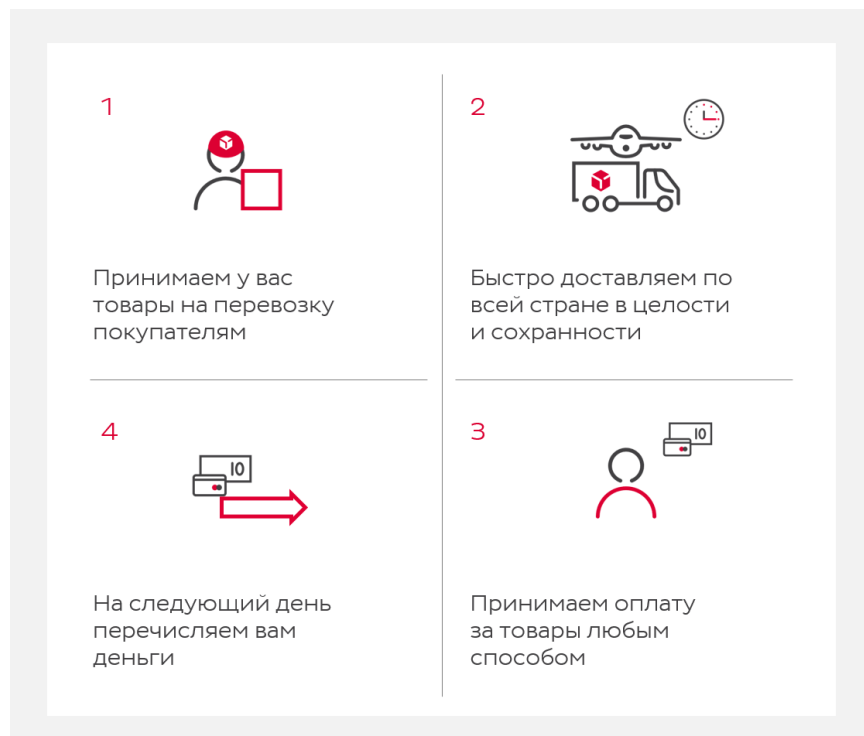 1
Принимаем у вас
товары на перевозку
покупателям
2
Быстро доставляем по
всей стране в целости
и сохранности
3
10
Принимаем оплату
за товары любым
способом
4
10
На следующий день
перечисляем вам
деньги